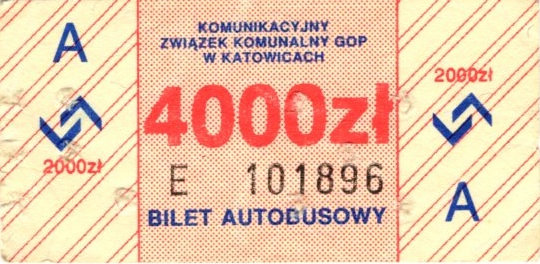 A
2000zł
KOMUNIKACYJNY
ZWIĄZEK KOMUNALNY GOP
W KATOWICACH
4000zł
E 101896
BILET AUTOBUSOWY
2000zł
A